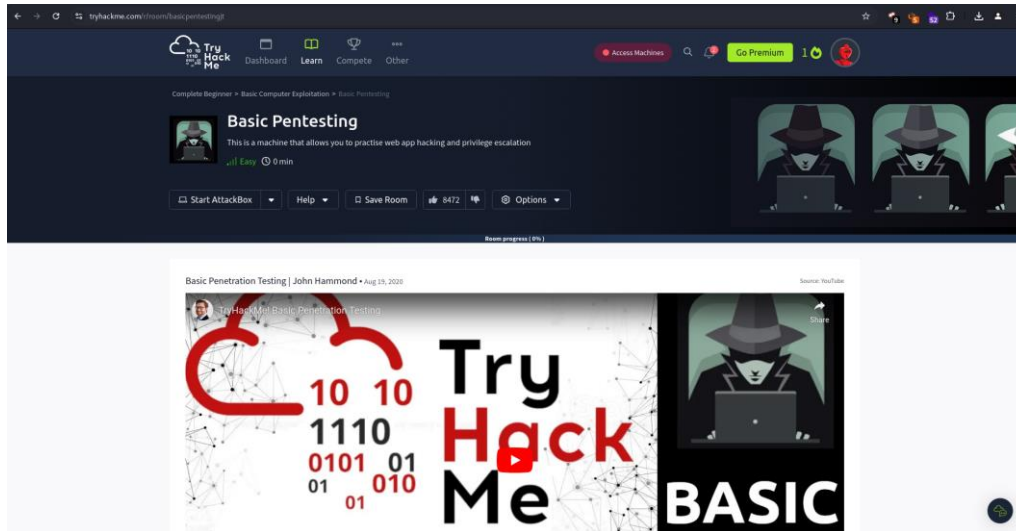 tryhackme.com/r/room/basicpentestingjt
52
Try
Hack
Me
10 10
1110
Dashboard
Learn
Compete
Other
Access Machines
Go Premium
1
Complete Beginner > Basic Computer Exploitation > Basic Pentesting
Basic Pentesting
This is a machine that allows you to practise web app hacking and privilege escalation
Easy 0 min
Start AttackBox
Help
Save Room
8472
Options
Room progress ( 0% )
Basic Penetration Testing | John Hammond • Aug 19, 2020
Source: YouTube
TryHackMe! Basic Penetration Testing
Share
10 10
1110
0101 01
01 010
01
Try
Hack
Me
BASIC